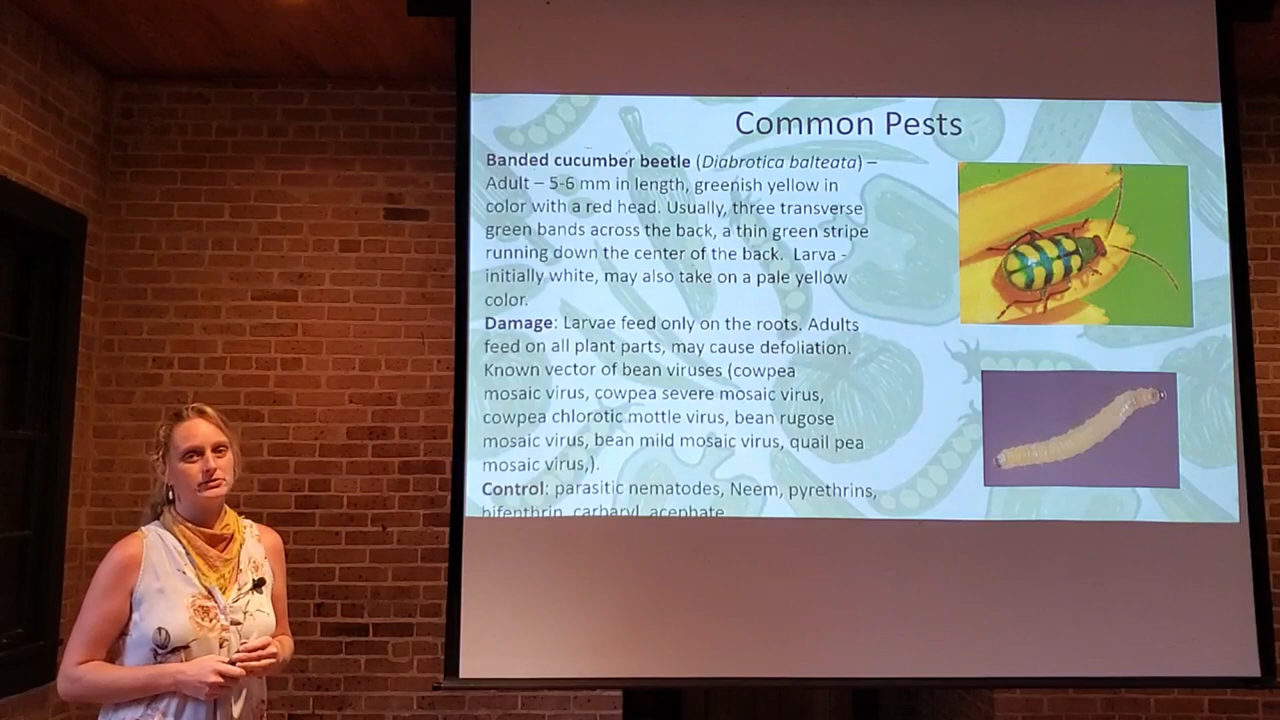 Common Pests
Banded cucumber beetle (Diabrotica balteata) –
Adult – 5-6 mm in length, greenish yellow in
color with a red head. Usually, three transverse
green bands across the back, a thin green stripe
running down the center of the back. Larva -
initially white, may also take on a pale yellow
color.
Damage: Larvae feed only on the roots. Adults
feed on all plant parts, may cause defoliation.
Known vector of bean viruses (cowpea
mosaic virus, cowpea severe mosaic virus,
cowpea chlorotic mottle virus, bean rugose
mosaic virus, bean mild mosaic virus, quail pea
mosaic virus,).
Control: parasitic nematodes, Neem, pyrethrins,
bifenthrin, carbaryl, acephate